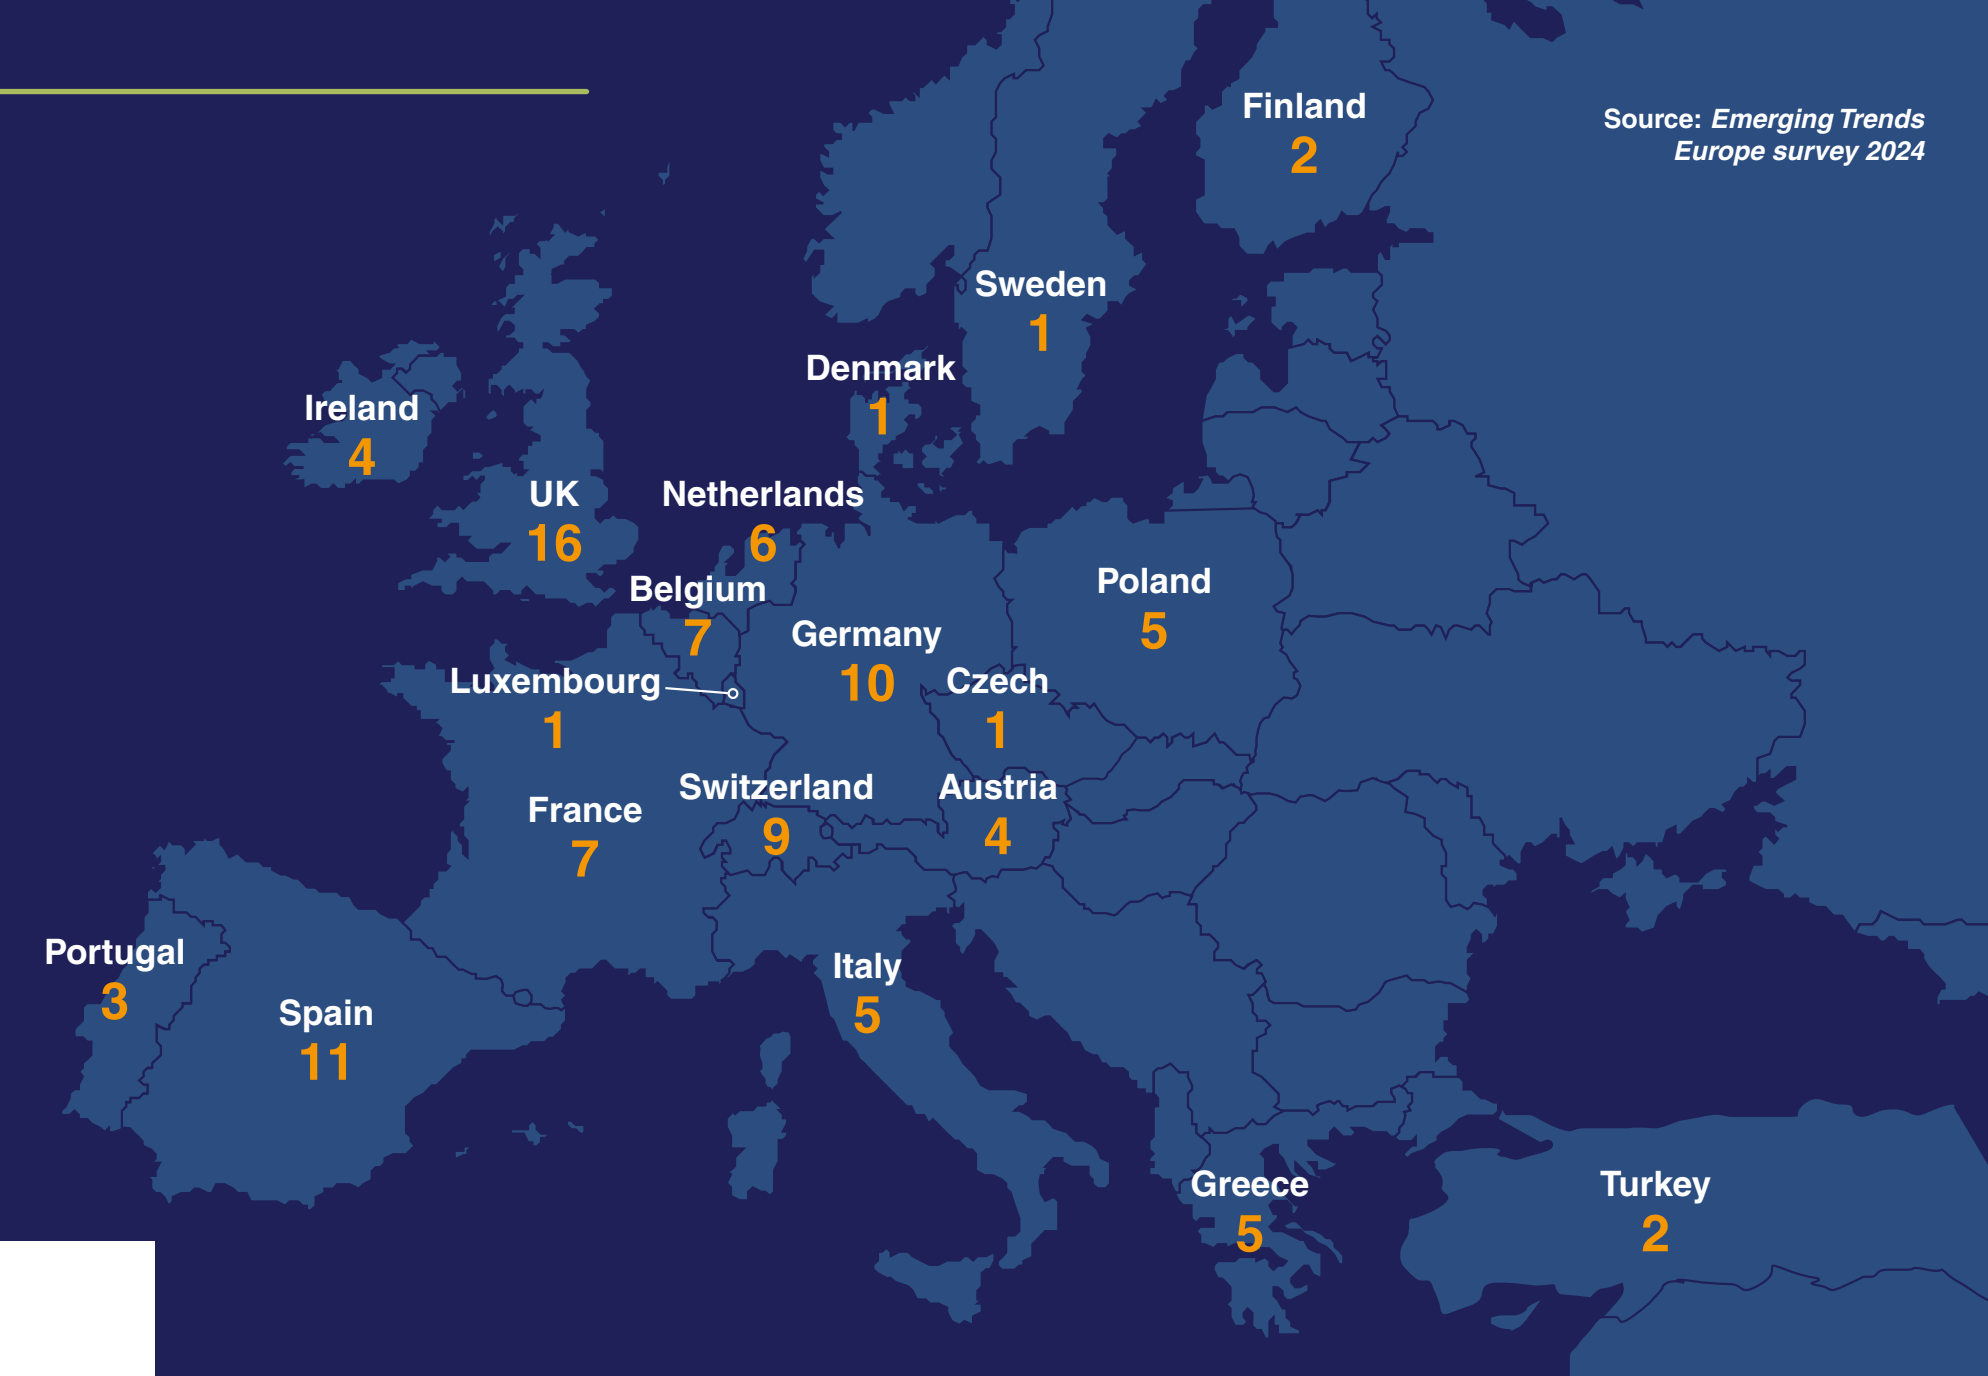 Finland
2
Source: Emerging Trends
Europe survey 2024
Sweden
1
Denmark
1
Ireland
4
UK
16
Netherlands
6
Belgium
7
Poland
5
Germany
10
Luxembourg
1
Czech
1
Switzerland
9
Austria
4
France
7
Portugal
3
Italy
5
Spain
11
Greece
5
Turkey
2